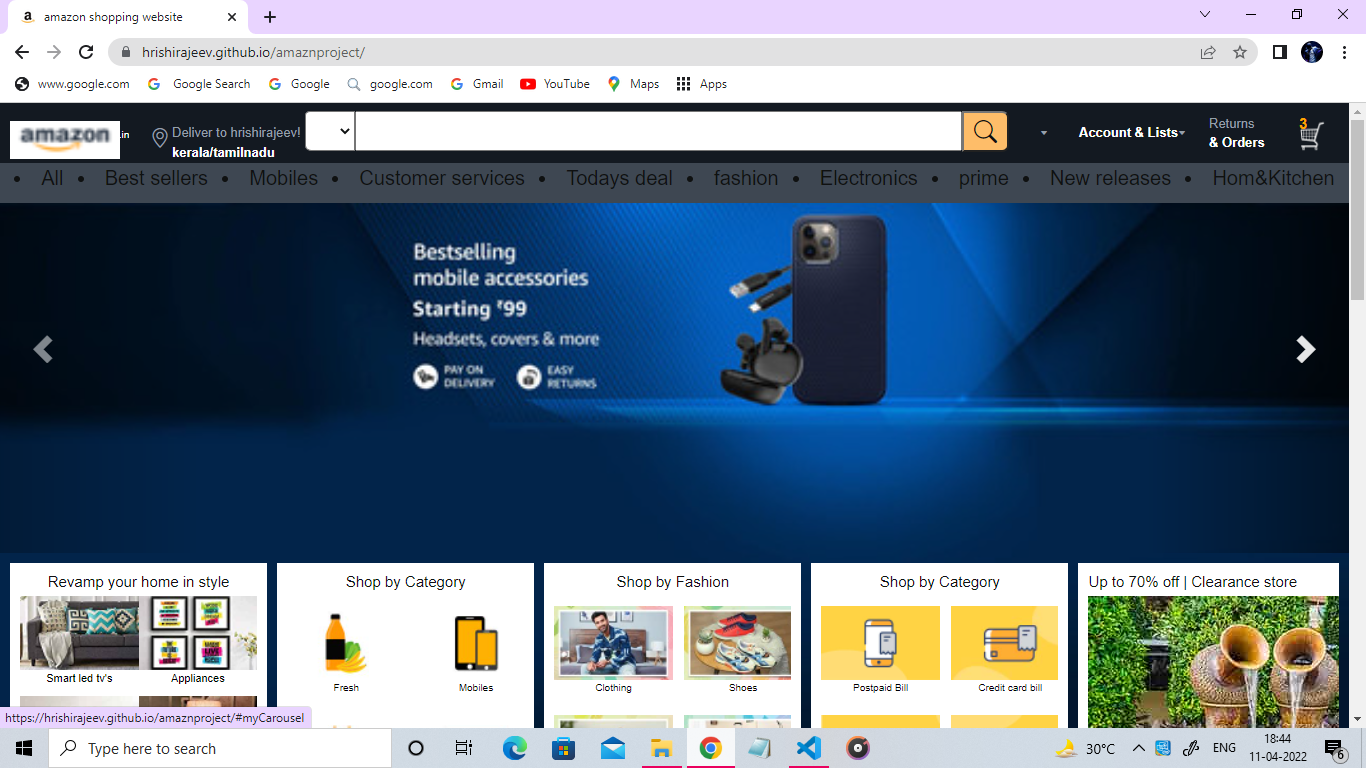 amazon shopping website
hrishirajeev.github.io/amaznproject/
www.google.com Google Search Google google.com Gmail YouTube Maps Apps
amazon .in
Deliver to hrishirajeev!
kerala/tamilnadu
Account & Lists
Returns
& Orders
3
All Best sellers Mobiles Customer services Todays deal fashion Electronics prime New releases Hom&Kitchen
Bestselling
mobile accessories
Starting ₹99
Headsets, covers & more
PAY ON
DELIVERY
EASY
RETURNS
Revamp your home in style
Smart led tv's Appliances
Shop by Category
Fresh Mobiles
Shop by Fashion
Clothing Shoes
Shop by Category
Postpaid Bill Credit card bill
Up to 70% off | Clearance store
https://hrishirajeev.github.io/amaznproject/#myCarousel
Type here to search
30°C
ENG
18:44
11-04-2022
6